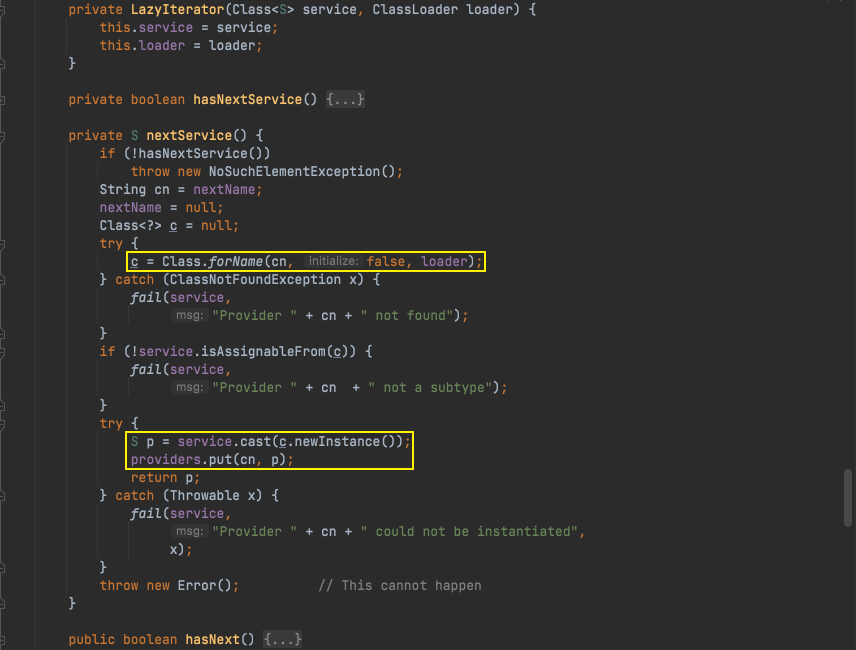 private LazyIterator(Class<S> service, ClassLoader loader) {
this.service = service;
this.loader = loader;
}
private boolean hasNextService() {...}
private S nextService() {
if (!hasNextService())
throw new NoSuchElementException();
String cn = nextName;
nextName = null;
Class<?> c = null;
try {
c = Class.forName(cn, initialize: false, loader);
} catch (ClassNotFoundException x) {
fail(service,
msg: "Provider " + cn + " not found");
}
if (!service.isAssignableFrom(c)) {
fail(service,
msg: "Provider " + cn  + " not a subtype");
}
try {
S p = service.cast(c.newInstance());
providers.put(cn, p);
return p;
} catch (Throwable x) {
fail(service,
msg: "Provider " + cn + " could not be instantiated",
x);
}
throw new Error();          // This cannot happen
}
public boolean hasNext() {...}